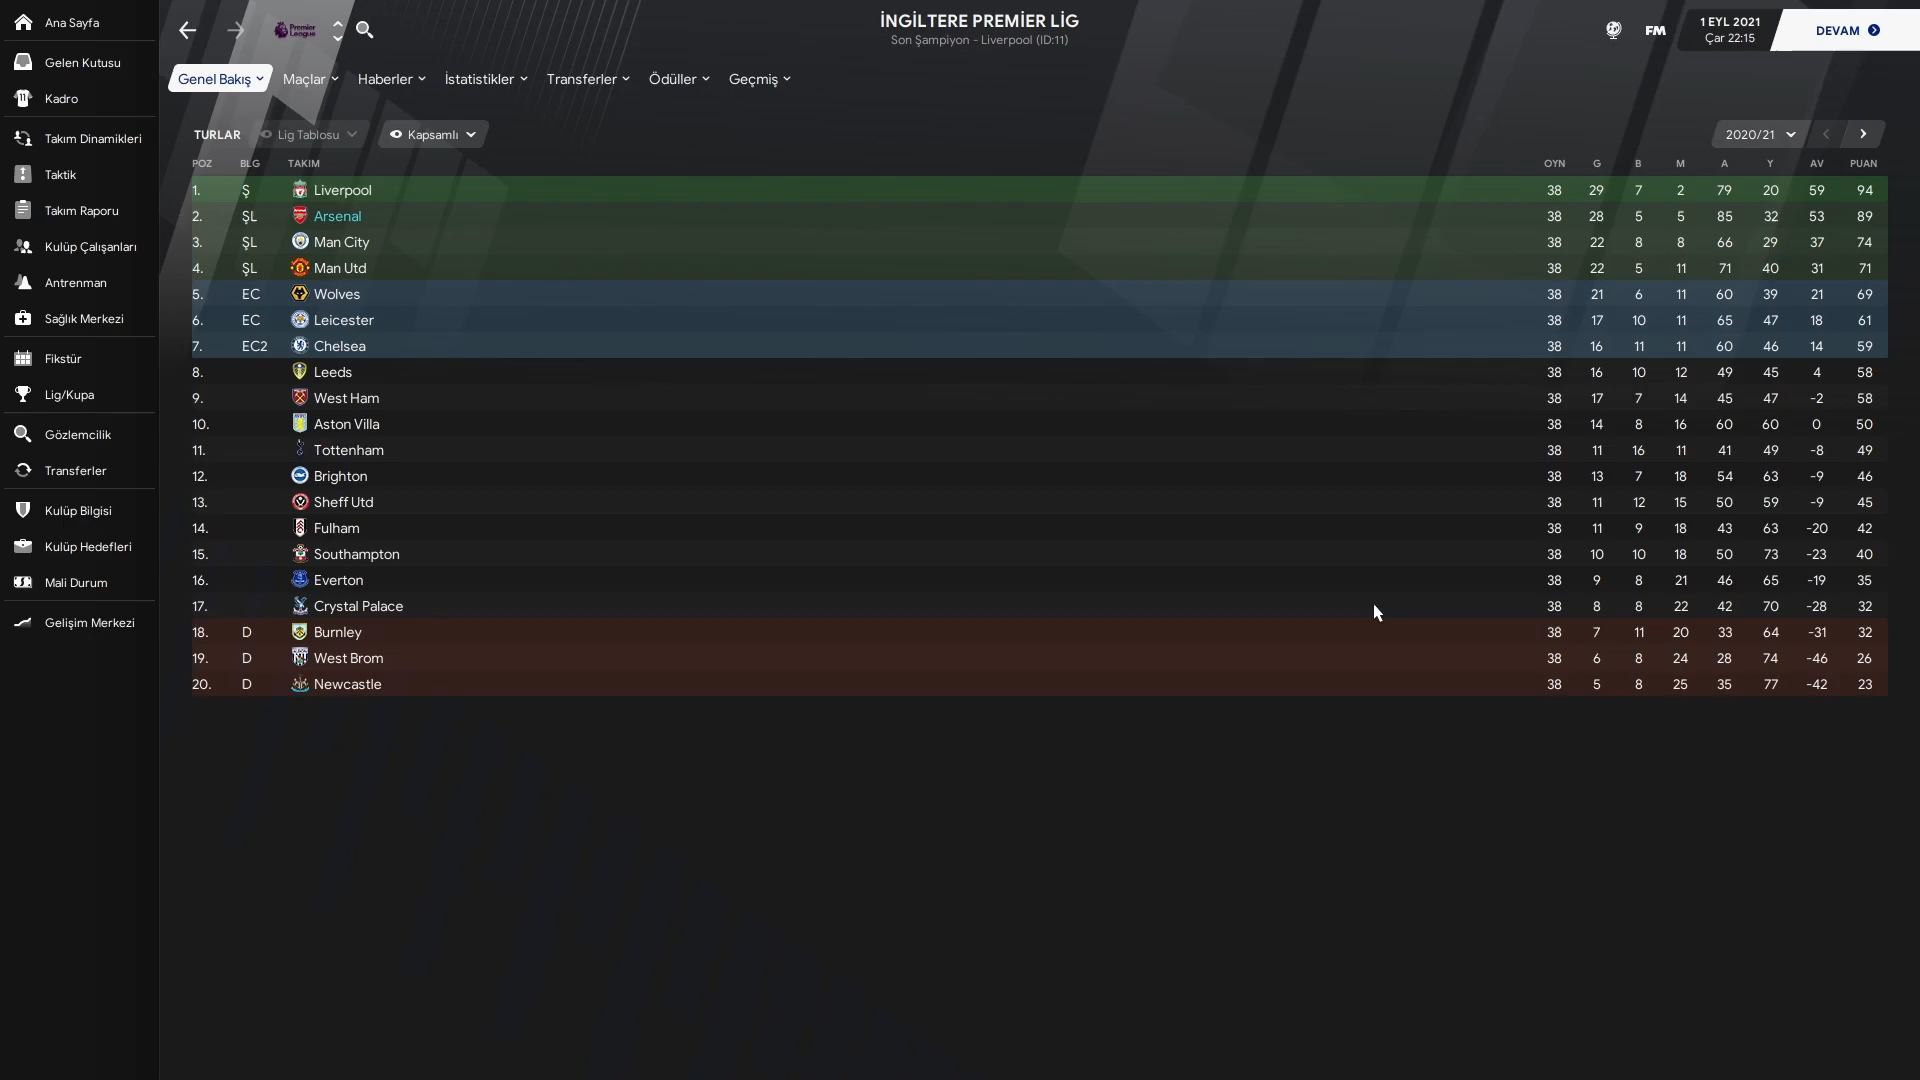 Ana Sayfa
Gelen Kutusu
Kadro
Takım Dinamikleri
Taktik
Takım Raporu
Kulüp Çalışanları
Antrenman
Sağlık Merkezi
Fikstür
Lig/Kupa
Gözlemcilik
Transferler
Kulüp Bilgisi
Kulüp Hedefleri
Mali Durum
Gelişim Merkezi
Premier League
İNGİLTERE PREMİER LİG
Son Şampiyon - Liverpool (ID:11)
FM
1 EYL 2021
Çar 22:15
DEVAM
Genel Bakış Maçlar Haberler İstatistikler Transferler Ödüller Geçmiş
TURLAR Lig Tablosu Kapsamlı 2020/21
POZ BLG TAKIM OYN G B M A Y AV PUAN
1. Ş Liverpool 38 29 7 2 79 20 59 94
2. ŞL Arsenal 38 28 5 5 85 32 53 89
3. ŞL Man City 38 22 8 8 66 29 37 74
4. ŞL Man Utd 38 22 5 11 71 40 31 71
5. EC Wolves 38 21 6 11 60 39 21 69
6. EC Leicester 38 17 10 11 65 47 18 61
7. EC2 Chelsea 38 16 11 11 60 46 14 59
8. Leeds 38 16 10 12 49 45 4 58
9. West Ham 38 17 7 14 45 47 -2 58
10. Aston Villa 38 14 8 16 60 60 0 50
11. Tottenham 38 11 16 11 41 49 -8 49
12. Brighton 38 13 7 18 54 63 -9 46
13. Sheff Utd 38 11 12 15 50 59 -9 45
14. Fulham 38 11 9 18 43 63 -20 42
15. Southampton 38 10 10 18 50 73 -23 40
16. Everton 38 9 8 21 46 65 -19 35
17. Crystal Palace 38 8 8 22 42 70 -28 32
18. D Burnley 38 7 11 20 33 64 -31 32
19. D West Brom 38 6 8 24 28 74 -46 26
20. D Newcastle 38 5 8 25 35 77 -42 23